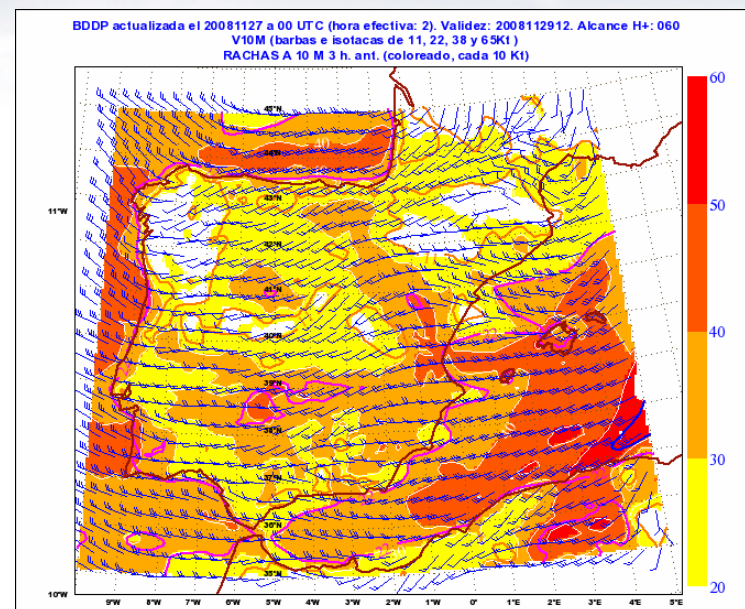 BDDP actualizada el 20081127 a 00 UTC (hora efectiva: 2). Validez: 2008112912. Alcance H+: 060
V10M (barbas e isotacas de 11, 22, 38 y 65Kt )
RACHAS A 10 M 3 h. ant. (coloreado, cada 10 Kt)
60
45°N
44°N
40
11°W
43°N
50
42°N
41°N
40°N
40
39°N
38°N
30
37°N
36°N
35°N
20
10°W
9°W 8°W 7°W 6°W 5°W 4°W 3°W 2°W 1°W 0° 1°E 2°E 3°E 4°E 5°E